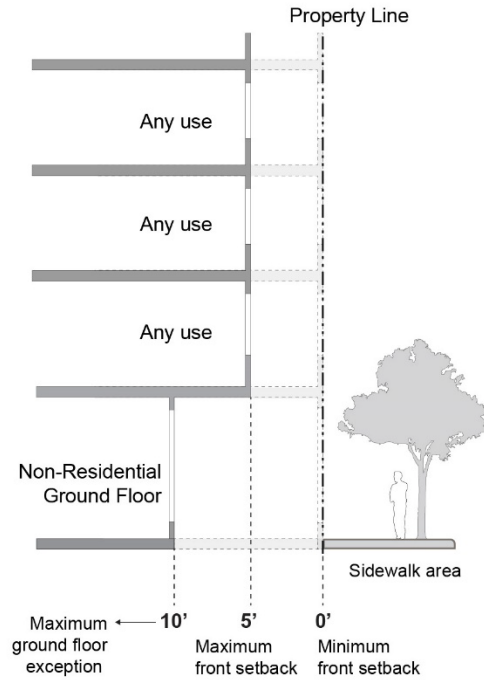 Property Line
Any use
Any use
Any use
Non-Residential
Ground Floor
Sidewalk area
10’
5’
0’
Maximum
ground floor
exception
Maximum
front setback
Minimum
front setback